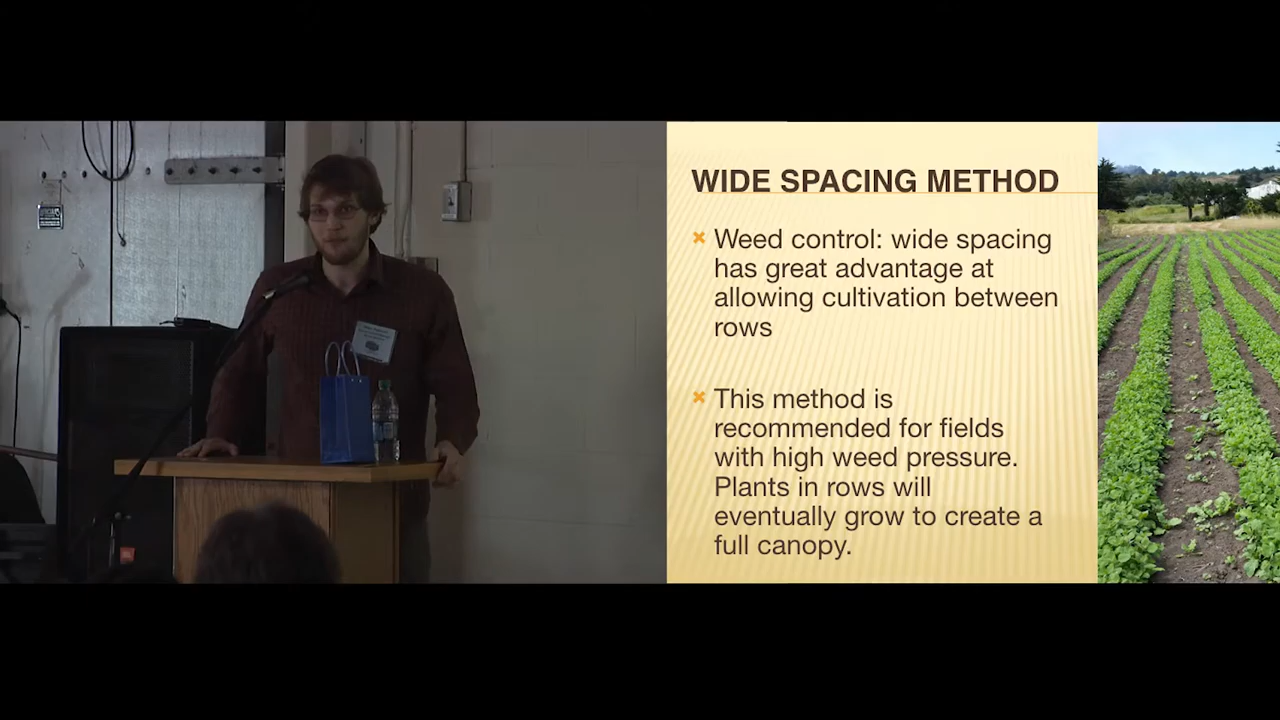 WIDE SPACING METHOD
Weed control: wide spacing
has great advantage at
allowing cultivation between
rows
This method is
recommended for fields
with high weed pressure.
Plants in rows will
eventually grow to create a
full canopy.